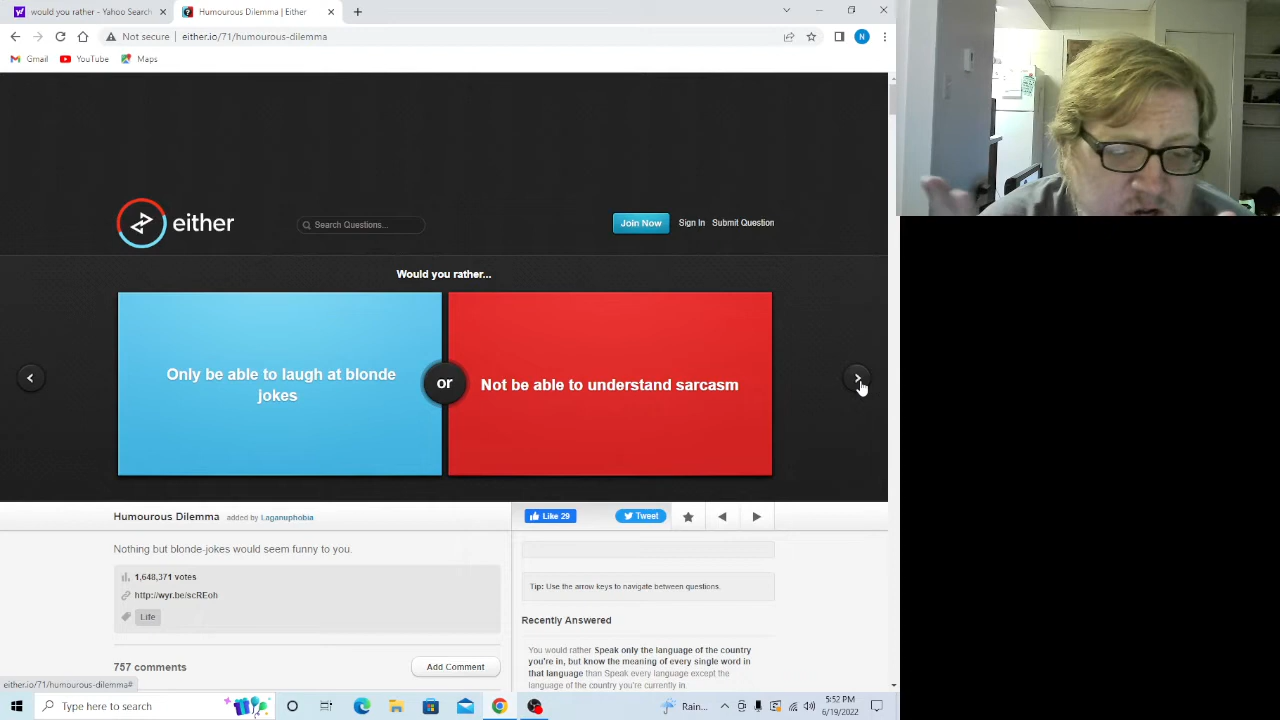 would you rather - Yahoo Search
Humourous Dilemma | Either
Not secure
either.io/71/humourous-dilemma
N
Gmail
YouTube
Maps
either
Search Questions...
Join Now
Sign In
Submit Question
Would you rather...
Only be able to laugh at blonde
jokes
or
Not be able to understand sarcasm
Humourous Dilemma added by Laganuphobia
Like 29
Tweet
Nothing but blonde-jokes would seem funny to you.
1,648,371 votes
http://wyr.be/scREoh
Life
Tip: Use the arrow keys to navigate between questions.
Recently Answered
You would rather Speak only the language of the country
you're in, but know the meaning of every single word in
that language than Speak every language except the
language of the country you're currently in.
757 comments
Add Comment
either.io/71/humourous-dilemma#
Type here to search
Rain...
5:52 PM
6/19/2022